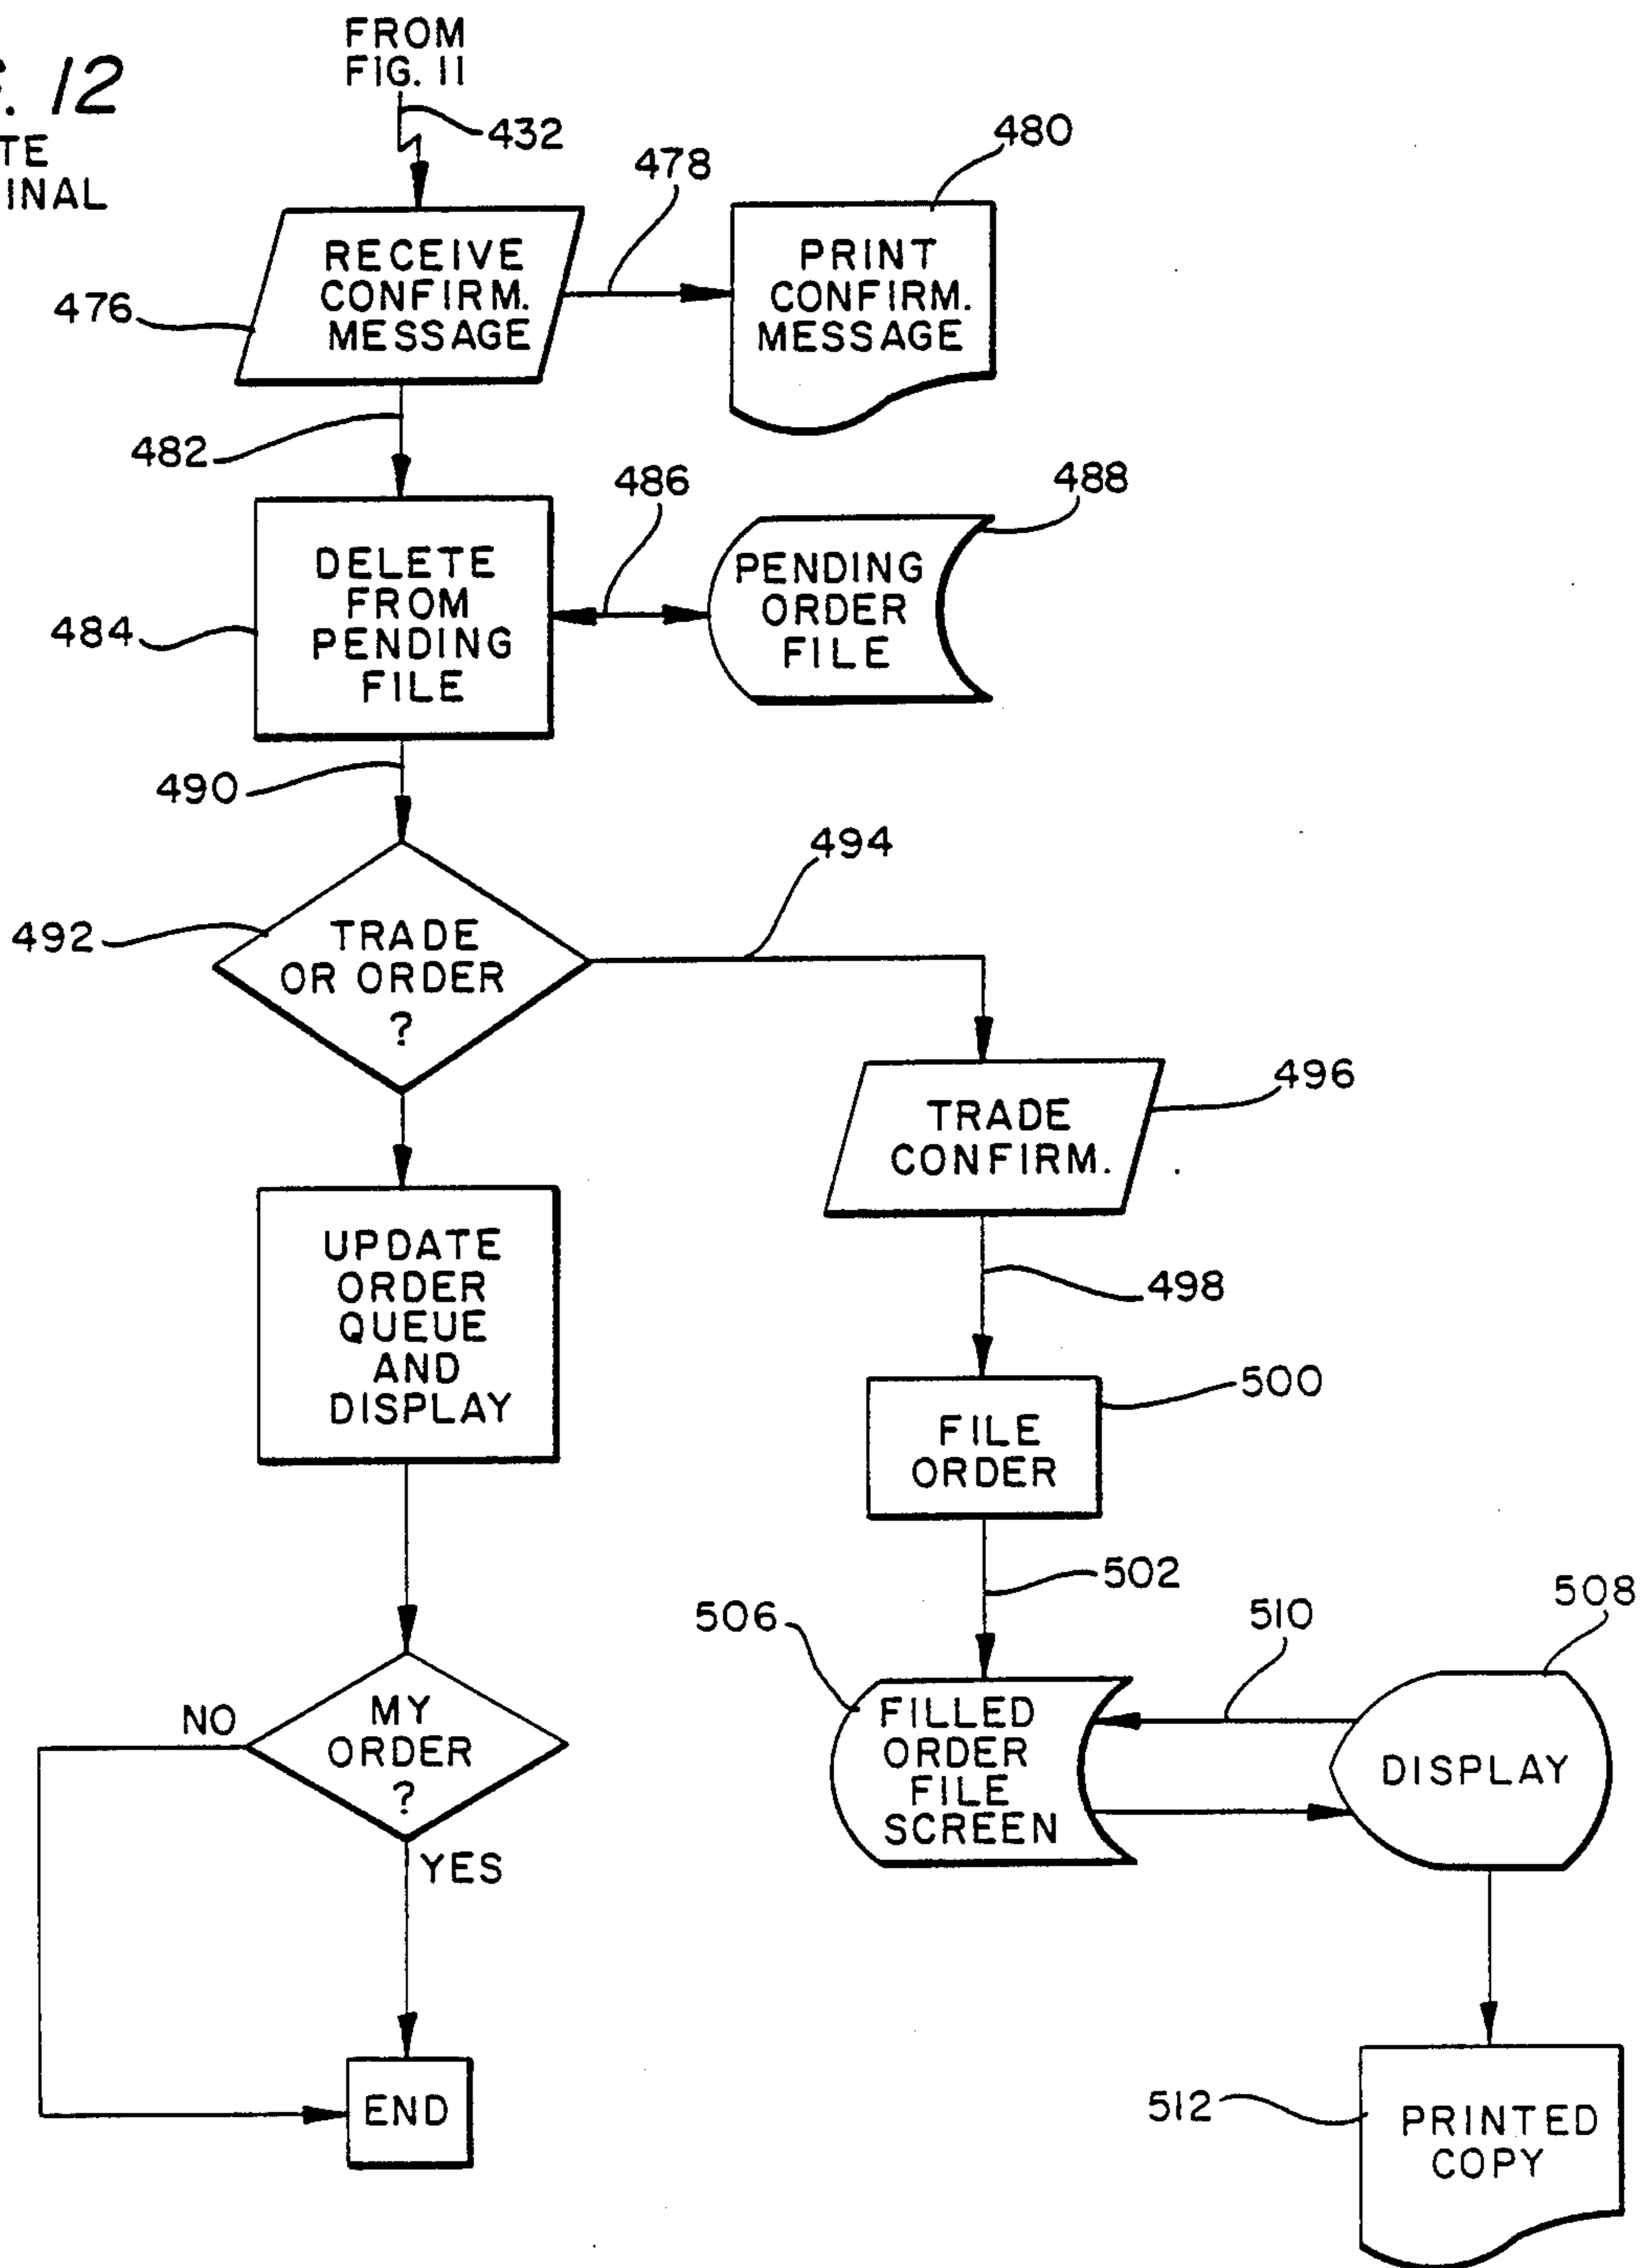 12
FROM
FIG. 11
432
478
480
RECEIVE
CONFIRM.
MESSAGE
PRINT
CONFIRM.
MESSAGE
476
482
486
488
DELETE
FROM
PENDING
FILE
PENDING
ORDER
FILE
484
490
494
492
TRADE
OR ORDER
?
496
TRADE
CONFIRM.
UPDATE
ORDER
QUEUE
AND
DISPLAY
498
500
FILE
ORDER
502
506
510
508
NO
MY
ORDER
?
YES
FILLED
ORDER
FILE
SCREEN
DISPLAY
END
512
PRINTED
COPY